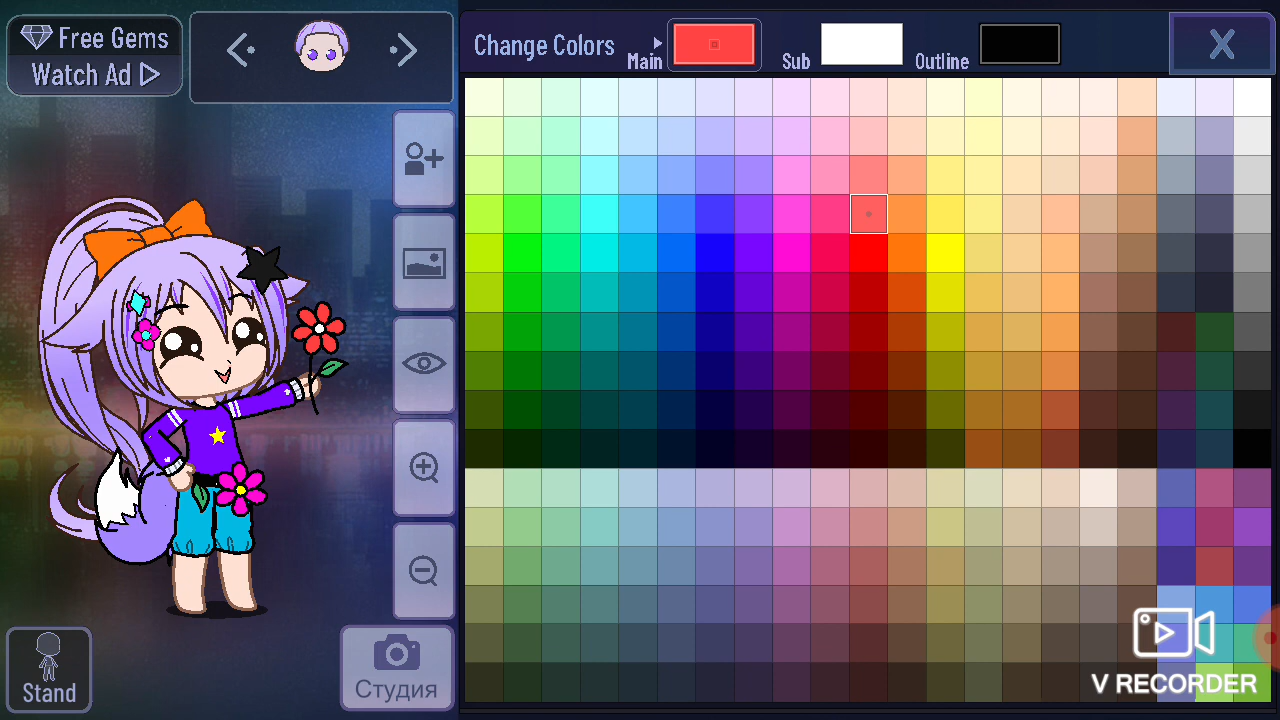 Free Gems
Watch Ad
Change Colors
Main
Sub
Outline
X
Stand
Студия
V RECORDER